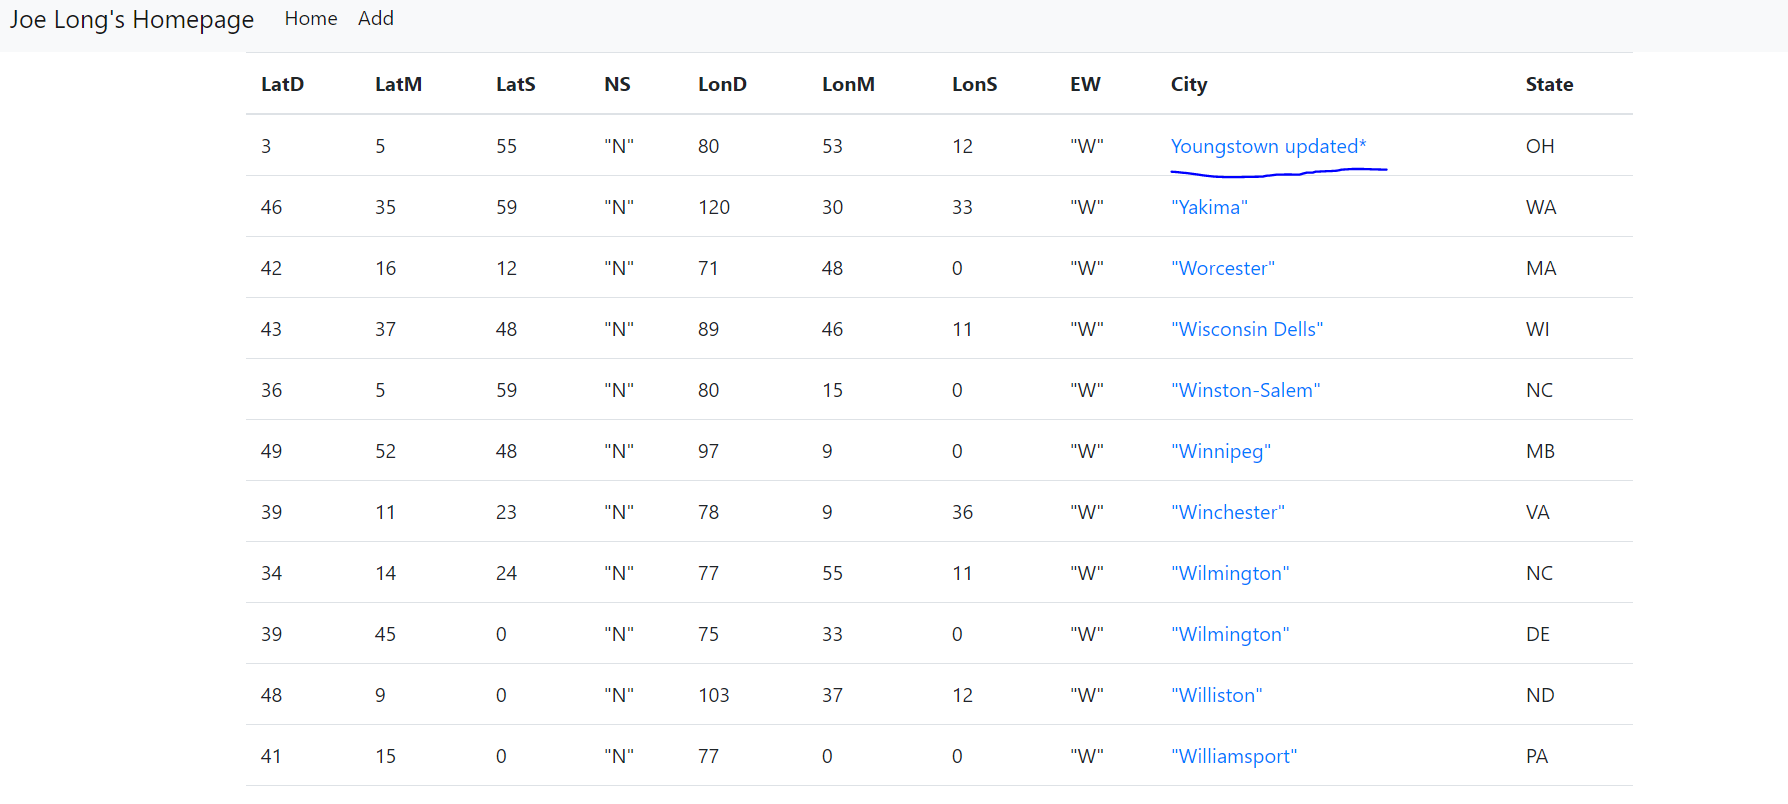 Joe Long's Homepage Home Add
LatD LatM LatS NS LonD LonM LonS EW City State
3 5 55 "N" 80 53 12 "W" Youngstown updated* OH
46 35 59 "N" 120 30 33 "W" "Yakima" WA
42 16 12 "N" 71 48 0 "W" "Worcester" MA
43 37 48 "N" 89 46 11 "W" "Wisconsin Dells" WI
36 5 59 "N" 80 15 0 "W" "Winston-Salem" NC
49 52 48 "N" 97 9 0 "W" "Winnipeg" MB
39 11 23 "N" 78 9 36 "W" "Winchester" VA
34 14 24 "N" 77 55 11 "W" "Wilmington" NC
39 45 0 "N" 75 33 0 "W" "Wilmington" DE
48 9 0 "N" 103 37 12 "W" "Williston" ND
41 15 0 "N" 77 0 0 "W" "Williamsport" PA